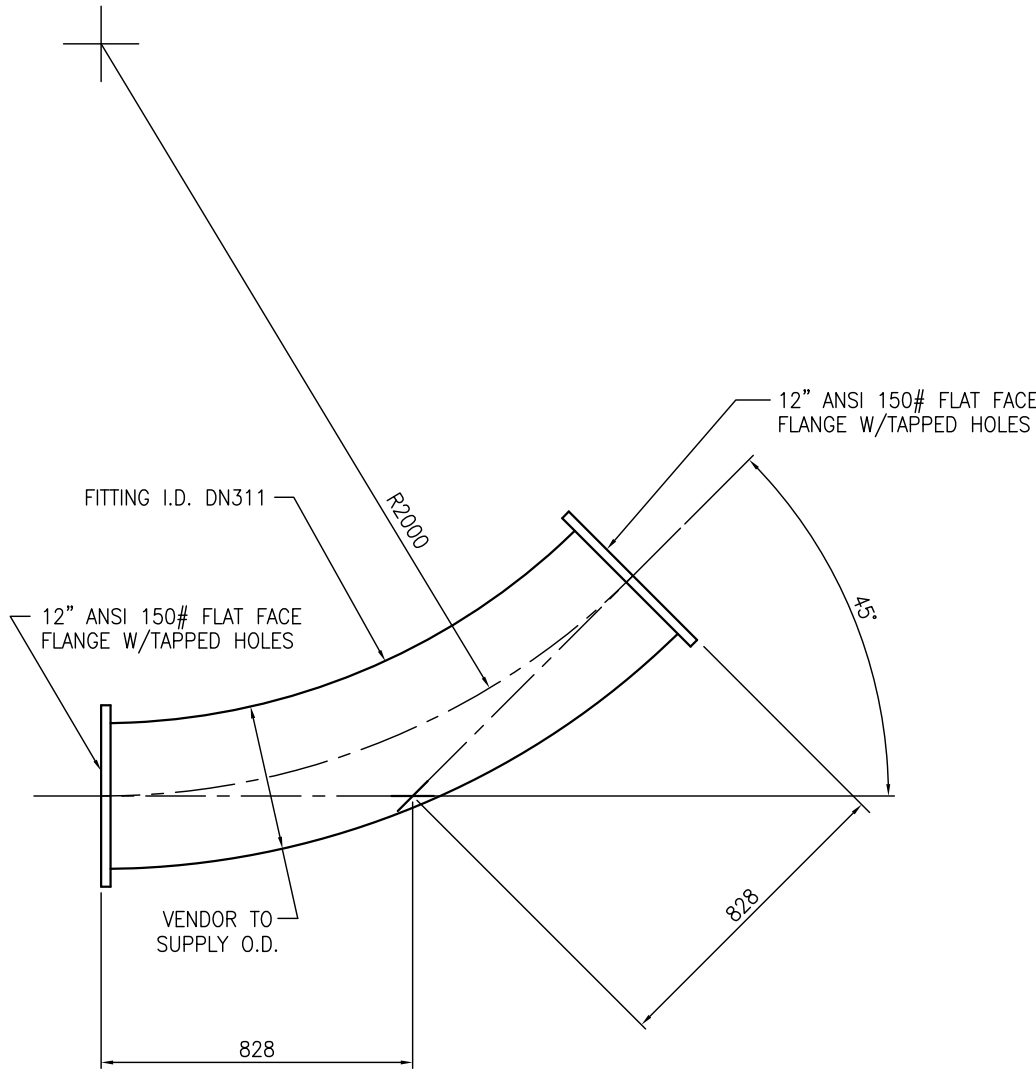 12” ANSI 150# FLAT FACE
FLANGE W/TAPPED HOLES
FITTING I.D. DN311
R2000
12” ANSI 150# FLAT FACE
FLANGE W/TAPPED HOLES
45°
VENDOR TO
SUPPLY O.D.
828
828